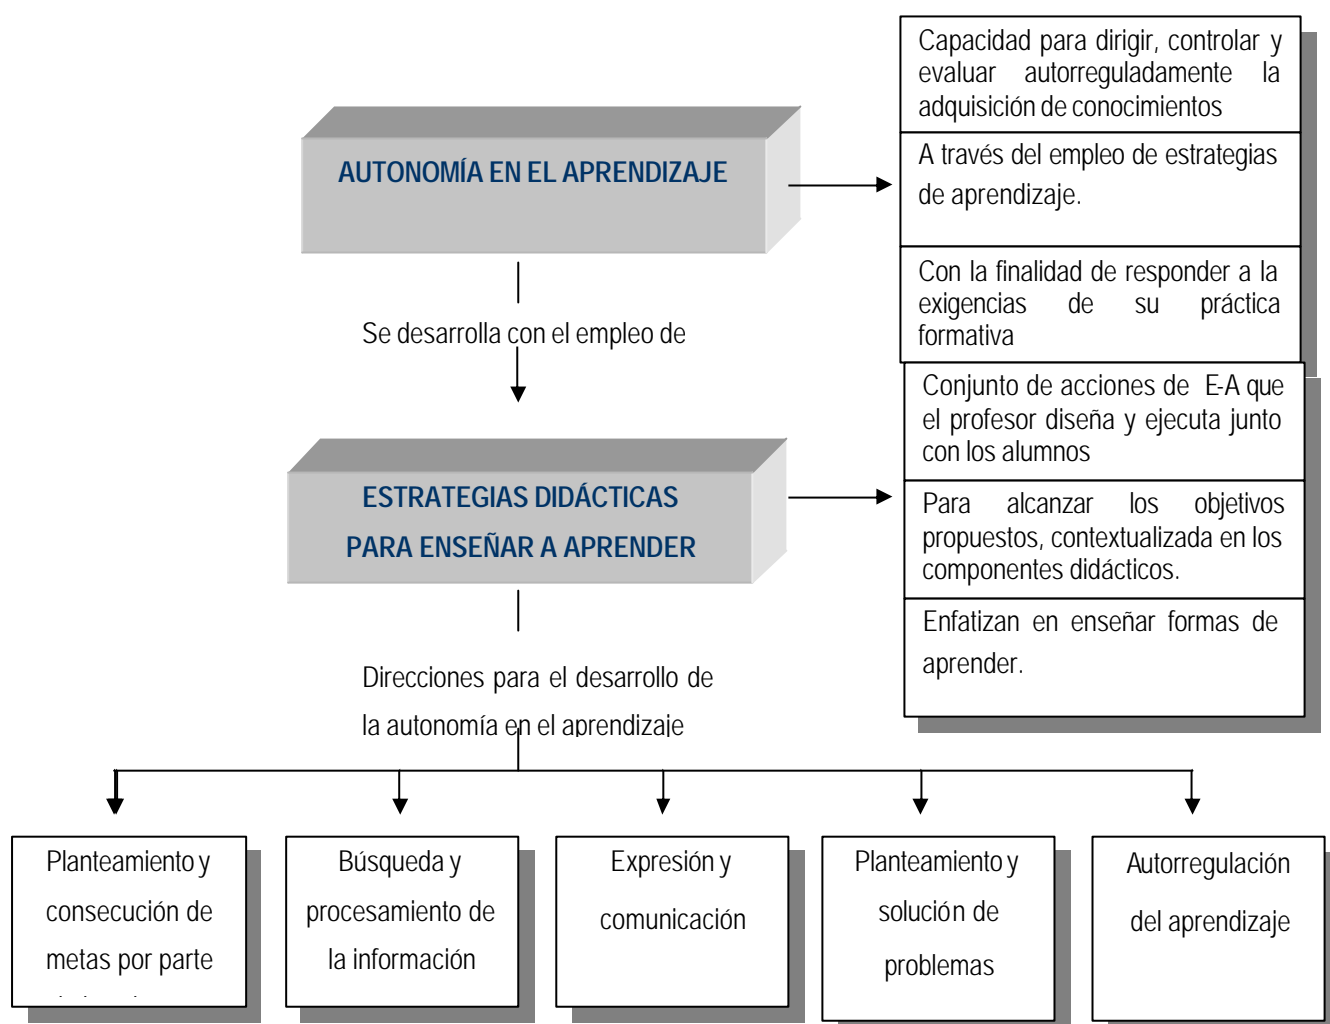 Capacidad para dirigir, controlar y
evaluar autorreguladamente la
adquisición de conocimientos
AUTONOMÍA EN EL APRENDIZAJE
A través del empleo de estrategias
de aprendizaje.
Con la finalidad de responder a la
exigencias de su práctica
formativa
Se desarrolla con el empleo de
Conjunto de acciones de E-A que
el profesor diseña y ejecuta junto
con los alumnos
ESTRATEGIAS DIDÁCTICAS
PARA ENSEÑAR A APRENDER
Para alcanzar los objetivos
propuestos, contextualizada en los
componentes didácticos.
Enfatizan en enseñar formas de
aprender.
Direcciones para el desarrollo de
la autonomía en el aprendizaje
Planteamiento y
consecución de
metas por parte
Búsqueda y
procesamiento de
la información
Expresión y
comunicación
Planteamiento y
solución de
problemas
Autorregulación
del aprendizaje